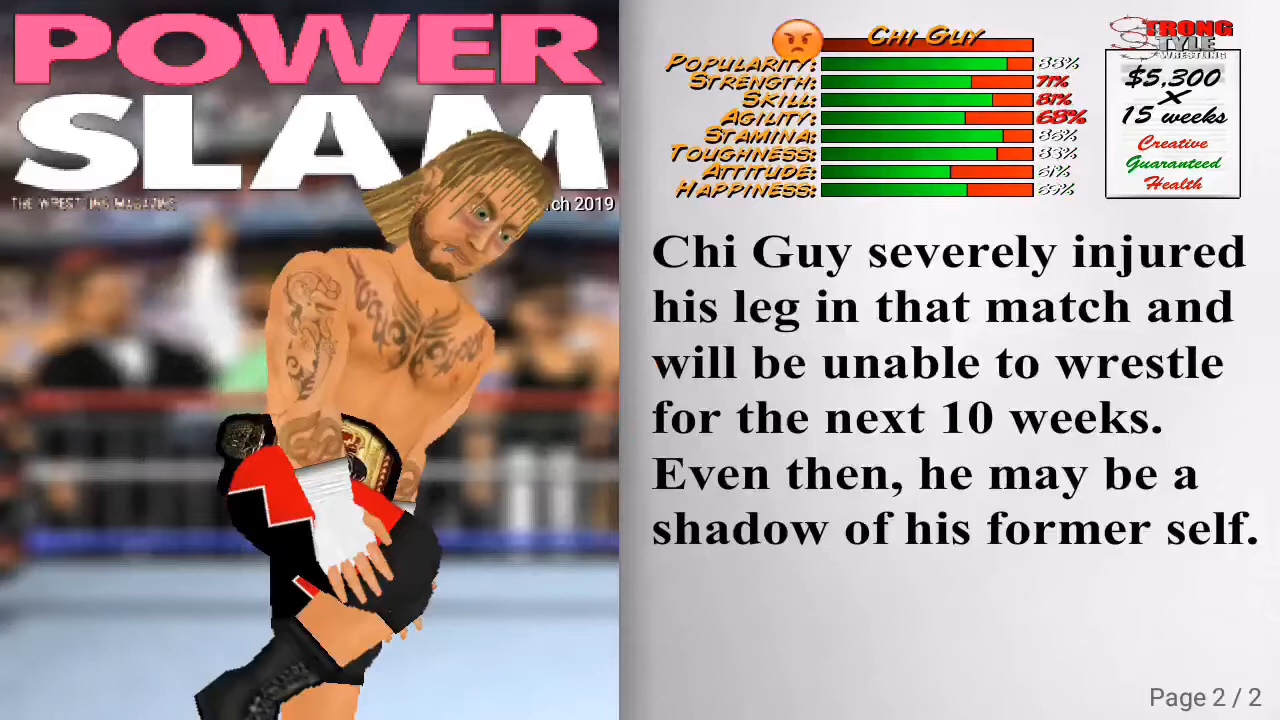 POWER
SLAM
THE WRESTLING MAGAZINE
ch 2019
CHI GUY
POPULARITY: 88%
STRENGTH: 71%
SKILL: 81%
AGILITY: 68%
STAMINA: 86%
TOUGHNESS: 83%
ATTITUDE: 61%
HAPPINESS: 69%
STRONG
STYLE
WRESTLING
$5,300
X
15 weeks
Creative
Guaranteed
Health
Chi Guy severely injured
his leg in that match and
will be unable to wrestle
for the next 10 weeks.
Even then, he may be a
shadow of his former self.
Page 2 / 2